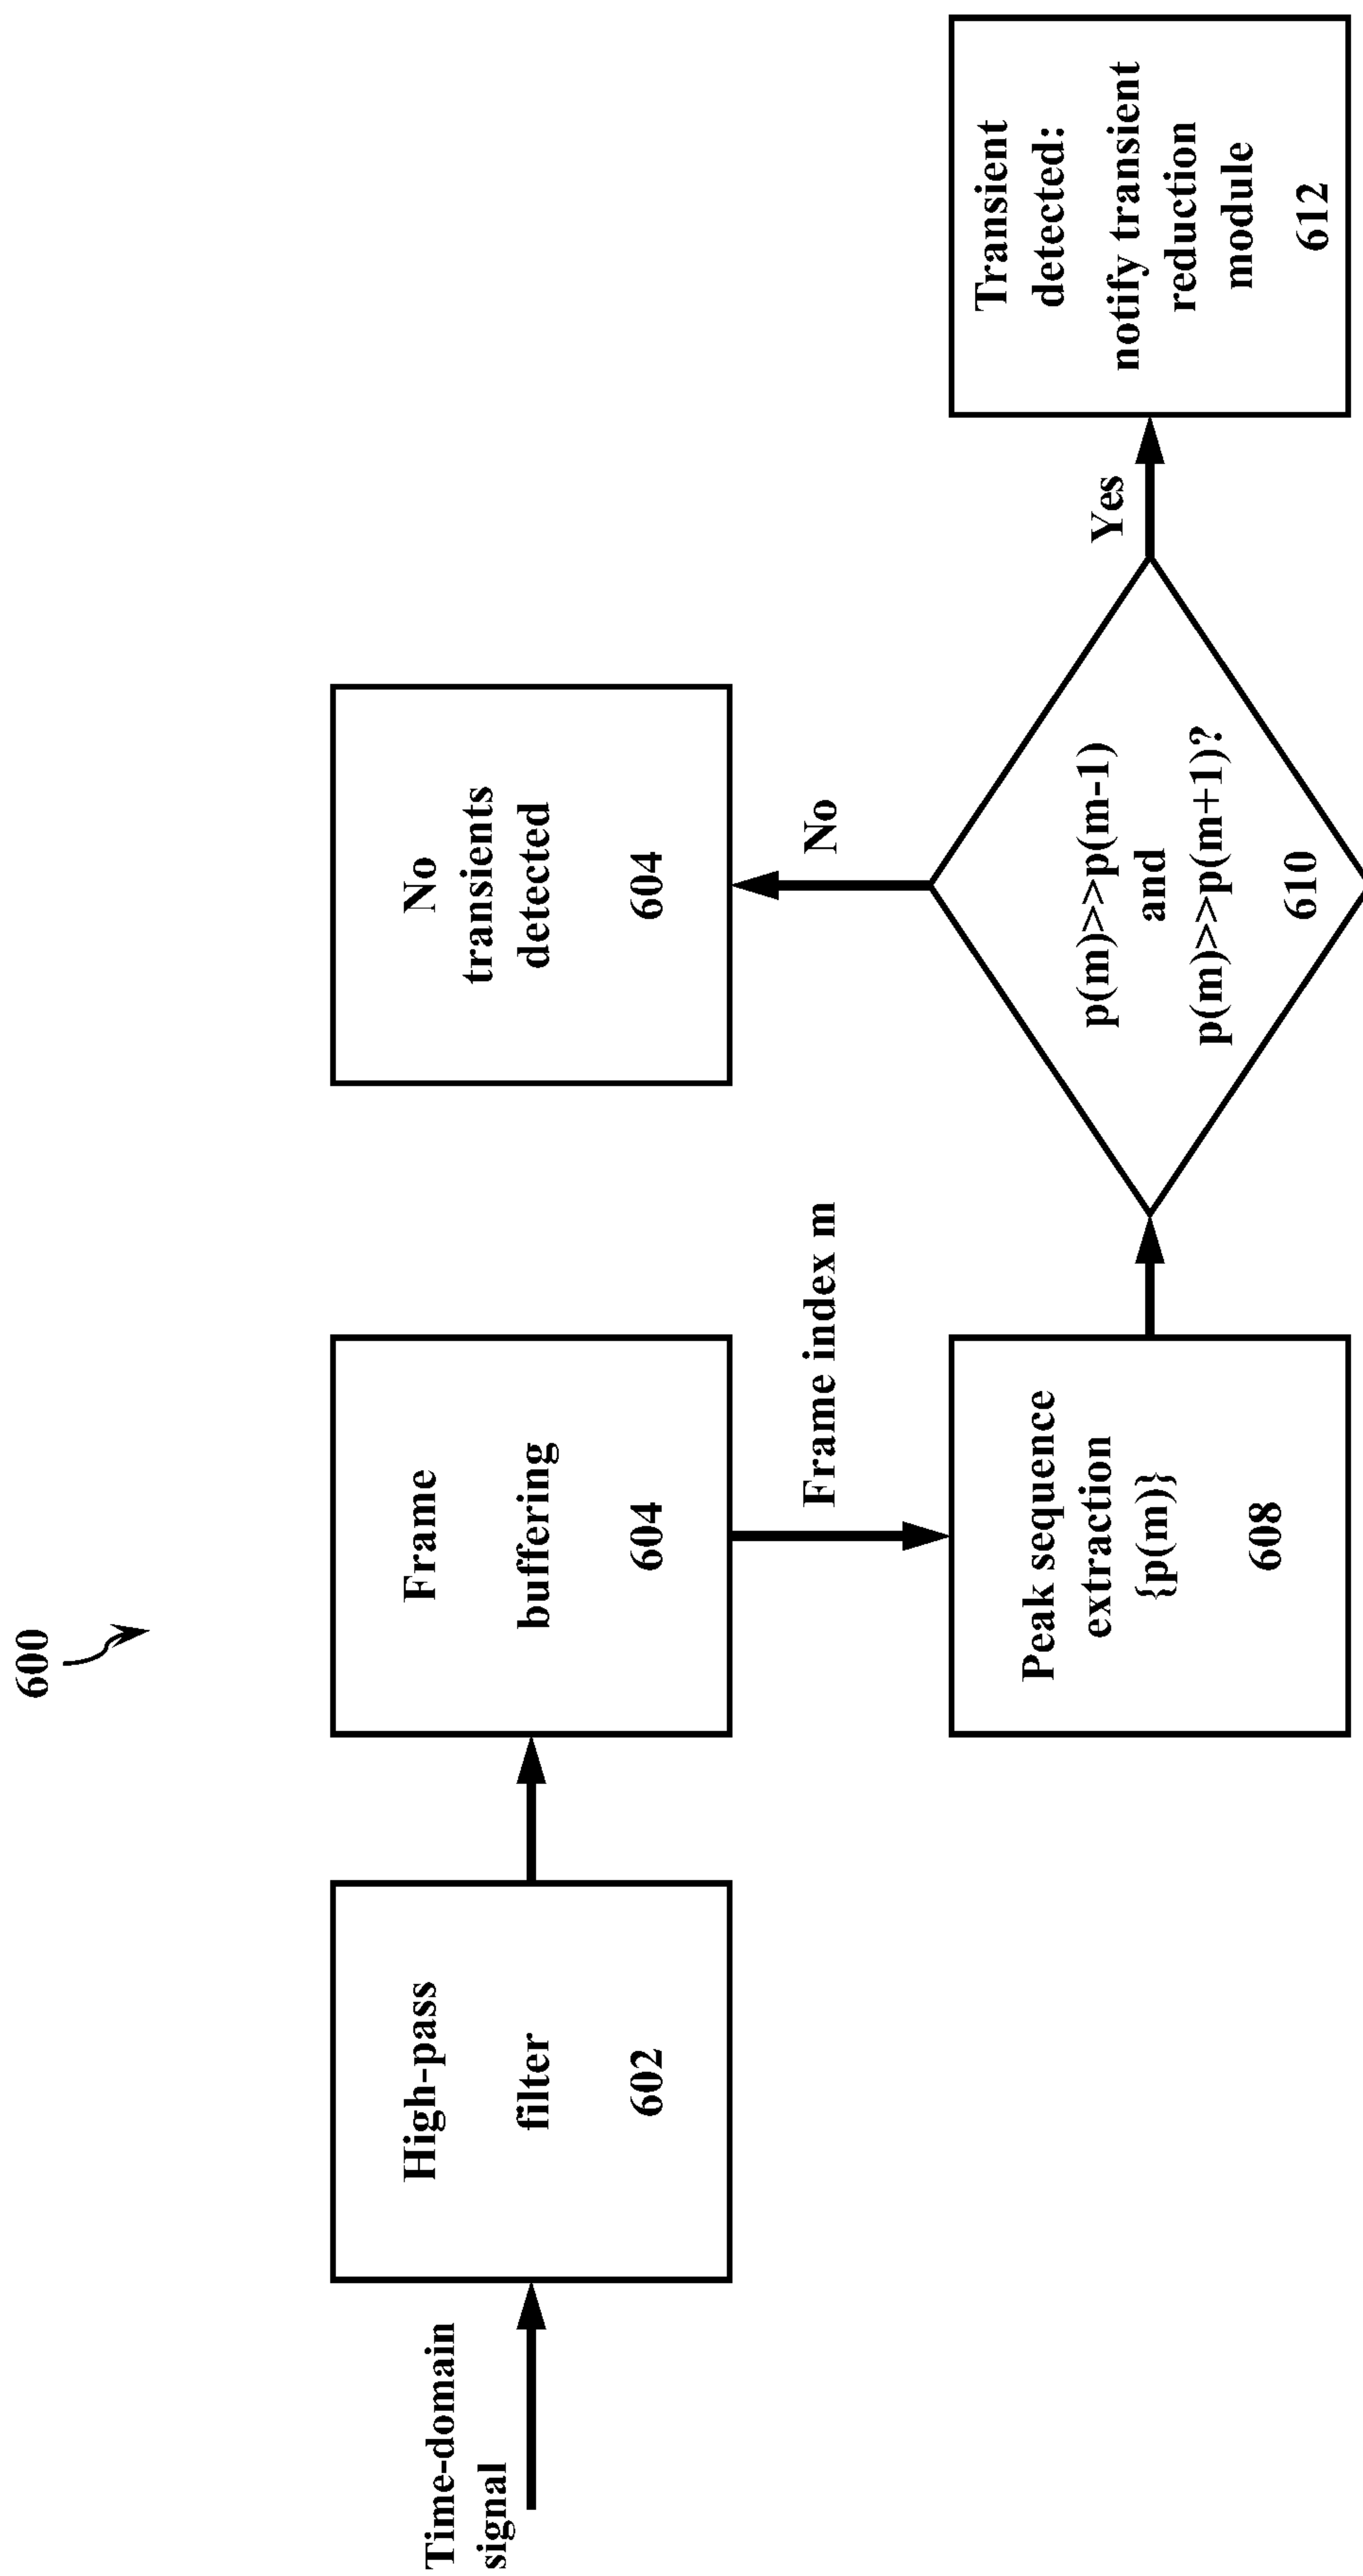 600
Time-domain
signal
High-pass
filter
602
Frame
buffering
604
Frame index m
Peak sequence
extraction
{p(m)}
608
p(m)>>p(m-1)
and
p(m)>>p(m+1)?
610
No
No
transients
detected
604
Yes
Transient
detected:
notify transient
reduction
module
612